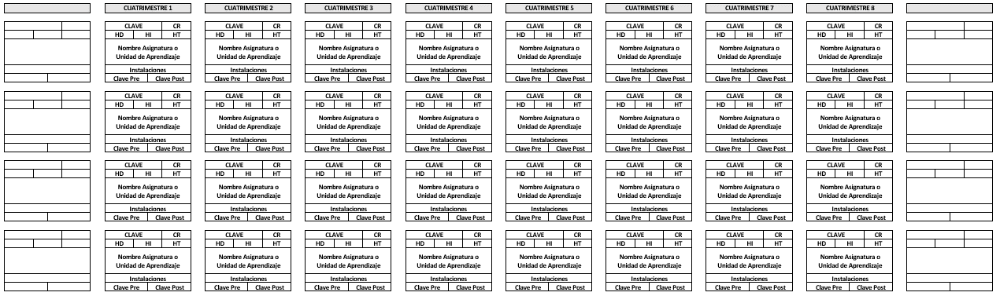 CUATRIMESTRE 1 CUATRIMESTRE 2 CUATRIMESTRE 3 CUATRIMESTRE 4 CUATRIMESTRE 5 CUATRIMESTRE 6 CUATRIMESTRE 7 CUATRIMESTRE 8
CLAVE CR CLAVE CR CLAVE CR CLAVE CR CLAVE CR CLAVE CR CLAVE CR CLAVE CR
HD HI HT HD HI HT HD HI HT HD HI HT HD HI HT HD HI HT HD HI HT HD HI HT
Nombre Asignatura o Nombre Asignatura o Nombre Asignatura o Nombre Asignatura o Nombre Asignatura o Nombre Asignatura o Nombre Asignatura o Nombre Asignatura o
Unidad de Aprendizaje Unidad de Aprendizaje Unidad de Aprendizaje Unidad de Aprendizaje Unidad de Aprendizaje Unidad de Aprendizaje Unidad de Aprendizaje Unidad de Aprendizaje
Instalaciones Instalaciones Instalaciones Instalaciones Instalaciones Instalaciones Instalaciones Instalaciones
Clave Pre Clave Post Clave Pre Clave Post Clave Pre Clave Post Clave Pre Clave Post Clave Pre Clave Post Clave Pre Clave Post Clave Pre Clave Post Clave Pre Clave Post
CLAVE CR CLAVE CR CLAVE CR CLAVE CR CLAVE CR CLAVE CR CLAVE CR CLAVE CR
HD HI HT HD HI HT HD HI HT HD HI HT HD HI HT HD HI HT HD HI HT HD HI HT
Nombre Asignatura o Nombre Asignatura o Nombre Asignatura o Nombre Asignatura o Nombre Asignatura o Nombre Asignatura o Nombre Asignatura o Nombre Asignatura o
Unidad de Aprendizaje Unidad de Aprendizaje Unidad de Aprendizaje Unidad de Aprendizaje Unidad de Aprendizaje Unidad de Aprendizaje Unidad de Aprendizaje Unidad de Aprendizaje
Instalaciones Instalaciones Instalaciones Instalaciones Instalaciones Instalaciones Instalaciones Instalaciones
Clave Pre Clave Post Clave Pre Clave Post Clave Pre Clave Post Clave Pre Clave Post Clave Pre Clave Post Clave Pre Clave Post Clave Pre Clave Post Clave Pre Clave Post
CLAVE CR CLAVE CR CLAVE CR CLAVE CR CLAVE CR CLAVE CR CLAVE CR CLAVE CR
HD HI HT HD HI HT HD HI HT HD HI HT HD HI HT HD HI HT HD HI HT HD HI HT
Nombre Asignatura o Nombre Asignatura o Nombre Asignatura o Nombre Asignatura o Nombre Asignatura o Nombre Asignatura o Nombre Asignatura o Nombre Asignatura o
Unidad de Aprendizaje Unidad de Aprendizaje Unidad de Aprendizaje Unidad de Aprendizaje Unidad de Aprendizaje Unidad de Aprendizaje Unidad de Aprendizaje Unidad de Aprendizaje
Instalaciones Instalaciones Instalaciones Instalaciones Instalaciones Instalaciones Instalaciones Instalaciones
Clave Pre Clave Post Clave Pre Clave Post Clave Pre Clave Post Clave Pre Clave Post Clave Pre Clave Post Clave Pre Clave Post Clave Pre Clave Post Clave Pre Clave Post
CLAVE CR CLAVE CR CLAVE CR CLAVE CR CLAVE CR CLAVE CR CLAVE CR CLAVE CR
HD HI HT HD HI HT HD HI HT HD HI HT HD HI HT HD HI HT HD HI HT HD HI HT
Nombre Asignatura o Nombre Asignatura o Nombre Asignatura o Nombre Asignatura o Nombre Asignatura o Nombre Asignatura o Nombre Asignatura o Nombre Asignatura o
Unidad de Aprendizaje Unidad de Aprendizaje Unidad de Aprendizaje Unidad de Aprendizaje Unidad de Aprendizaje Unidad de Aprendizaje Unidad de Aprendizaje Unidad de Aprendizaje
Instalaciones Instalaciones Instalaciones Instalaciones Instalaciones Instalaciones Instalaciones Instalaciones
Clave Pre Clave Post Clave Pre Clave Post Clave Pre Clave Post Clave Pre Clave Post Clave Pre Clave Post Clave Pre Clave Post Clave Pre Clave Post Clave Pre Clave Post